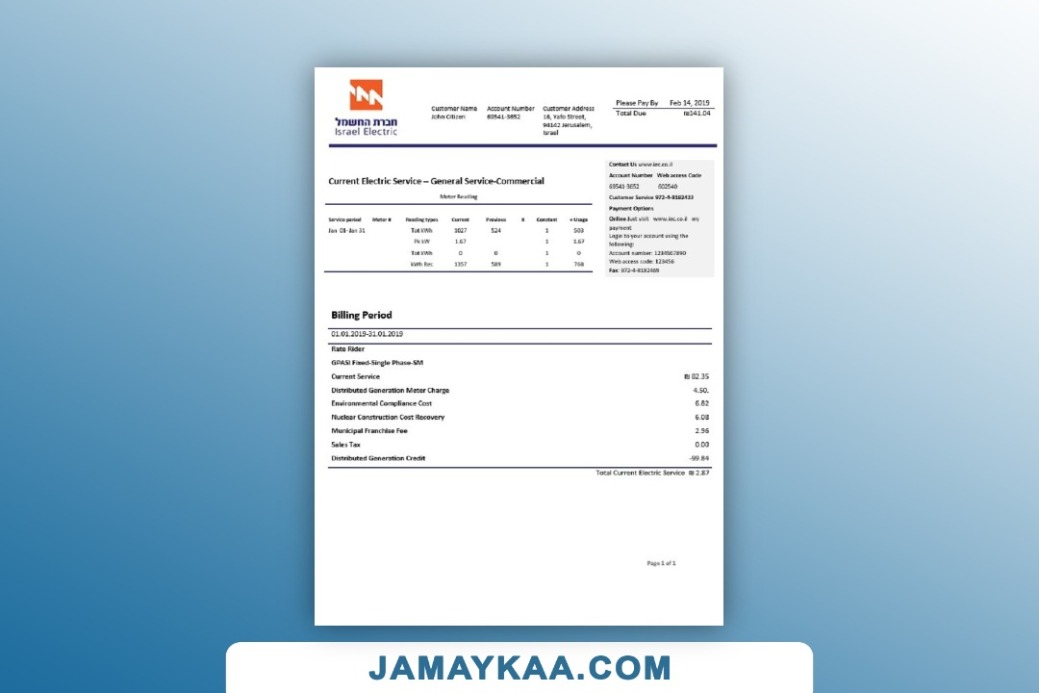 חברת החשמל
Israel Electric
Customer Name Account Number Customer Address
John Citizen 60541-3652 18, Yafo Street,
94142 Jerusalem,
Israel
Please Pay By Feb 14, 2019
Total Due ₪141.04
Contact Us www.iec.co.il
Account Number Web access Code
60541-3652 602540
Customer Service 972-4-8182433
Payment Options
Online Just visit www.iec.co.il
payment
Login to your account using the
following:
Account number: 1234567890
Web access code: 123456
Fax: 972-4-8182489
Current Electric Service – General Service-Commercial
Meter Reading
Service period Meter # Reading types Current Previous X Constant = Usage
Jan 01-Jan 31 Tot kWh 1027 524 1 503
Pk kW 1.67 1 1.67
Tot kWh 0 0 1 0
kWh Rec 1357 589 1 768
Billing Period
01.01.2019-31.01.2019
Rate Rider
GPASI Fixed-Single Phase-SM
Current Service ₪ 82.35
Distributed Generation Meter Charge 4.50.
Environmental Compliance Cost 6.82
Nuclear Construction Cost Recovery 6.08
Municipal Franchise Fee 2.96
Sales Tax 0.00
Distributed Generation Credit -99.84
Total Current Electric Service ₪ 2.87
Page 1 of 1
JAMAYKAA.COM